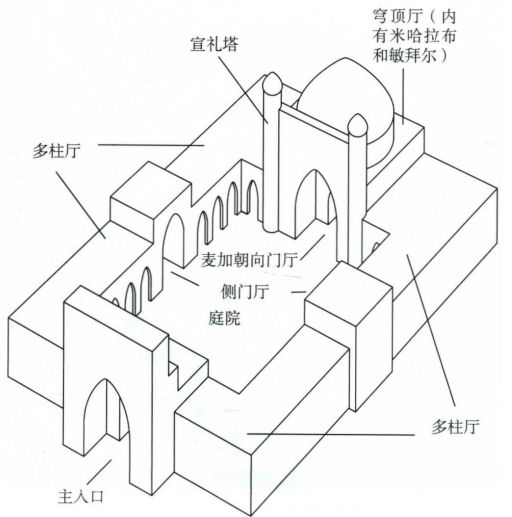 穹顶厅（内
有米哈拉布
和敏拜尔）
宣礼塔
多柱厅
麦加朝向门厅
侧门厅
庭院
多柱厅
主入口